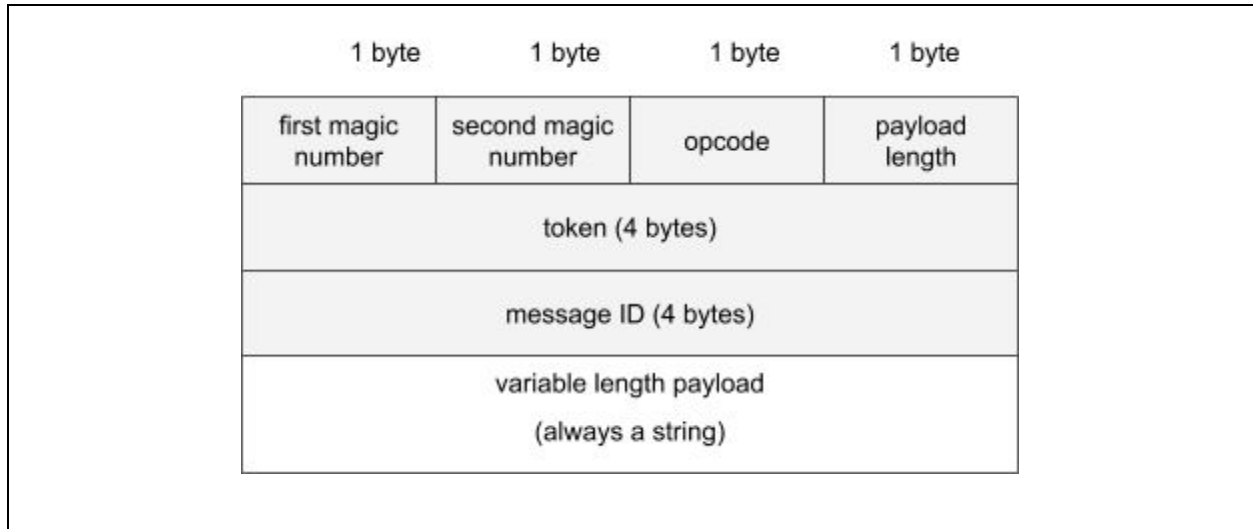 1 byte 1 byte 1 byte 1 byte
first magic
number
second magic
number
opcode
payload
length
token (4 bytes)
message ID (4 bytes)
variable length payload
(always a string)